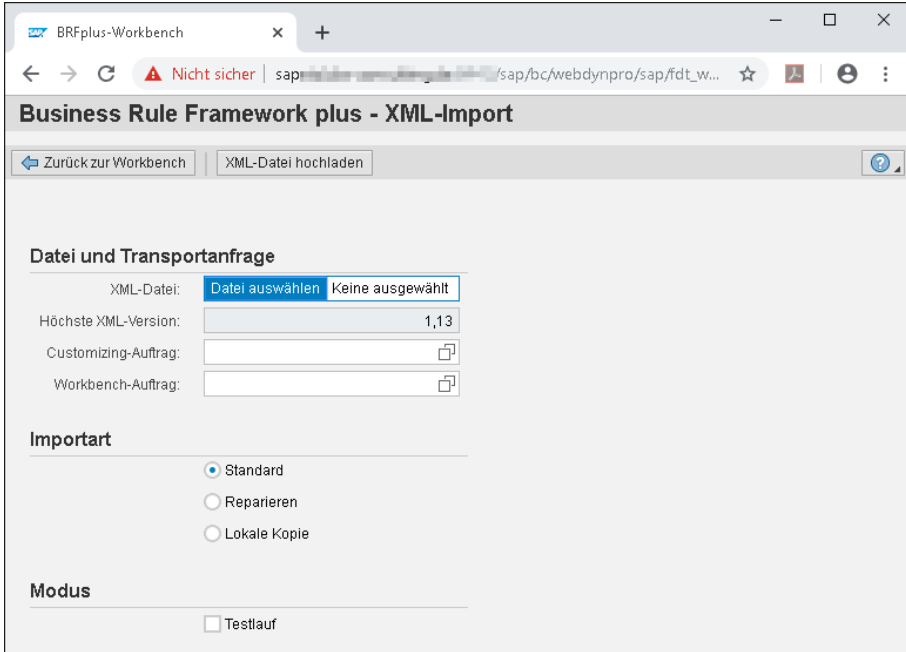 SAP BRFplus-Workbench
Nicht sicher | sap /sap/bc/webdynpro/sap/fdt_w...
Business Rule Framework plus - XML-Import
Zurück zur Workbench XML-Datei hochladen
Datei und Transportanfrage
XML-Datei: Datei auswählen Keine ausgewählt
Höchste XML-Version: 1,13
Customizing-Auftrag:
Workbench-Auftrag:
Importart
Standard
Reparieren
Lokale Kopie
Modus
Testlauf